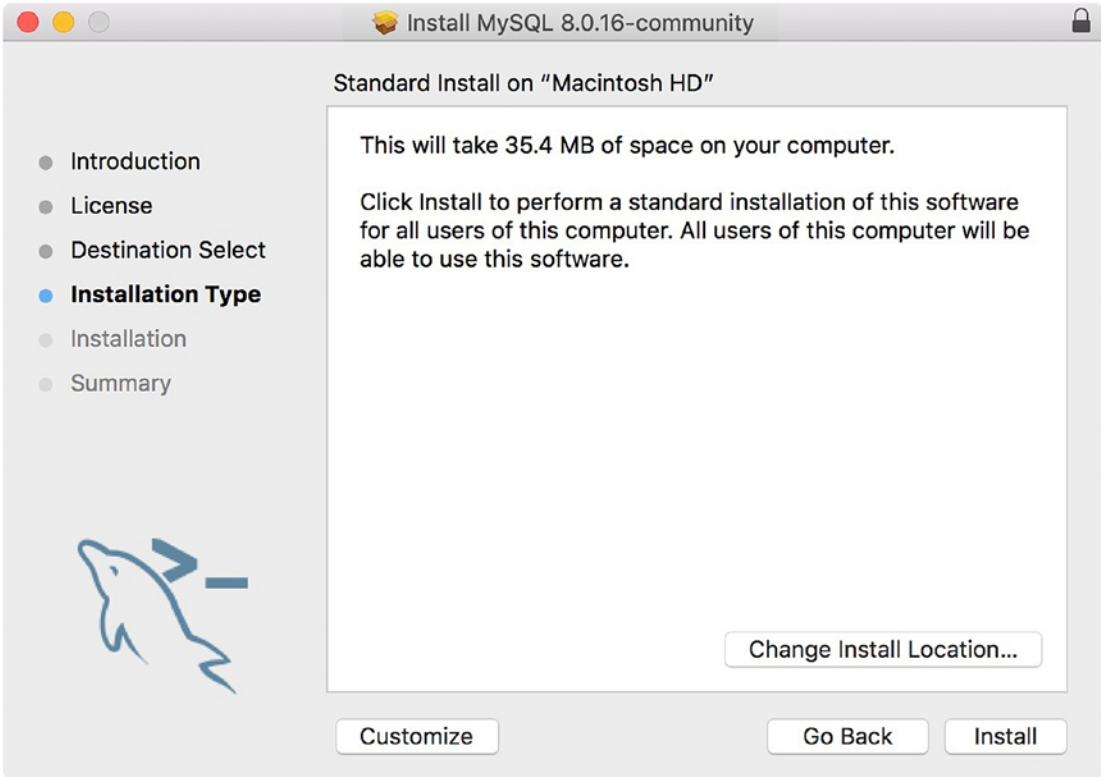 Install MySQL 8.0.16-community
Standard Install on “Macintosh HD”
Introduction
License
Destination Select
Installation Type
Installation
Summary
This will take 35.4 MB of space on your computer.
Click Install to perform a standard installation of this software
for all users of this computer. All users of this computer will be
able to use this software.
>_
Change Install Location...
Customize
Go Back
Install